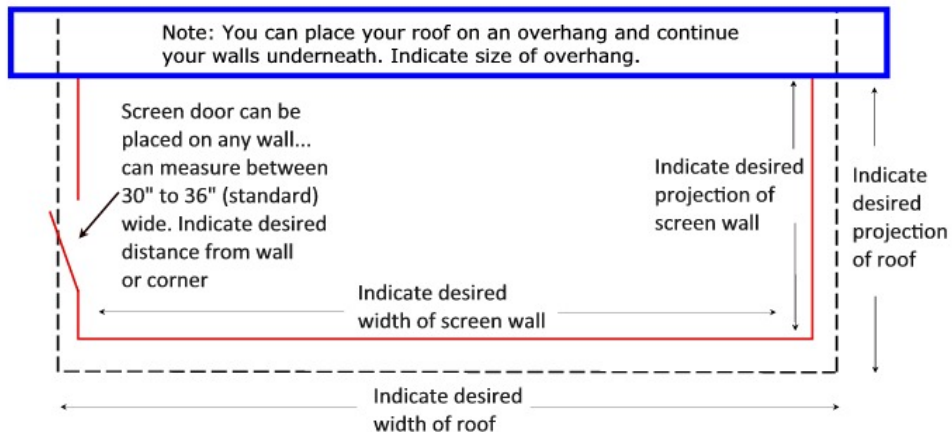 Note: You can place your roof on an overhang and continue
your walls underneath. Indicate size of overhang.
Screen door can be
placed on any wall...
can measure between
30" to 36" (standard)
wide. Indicate desired
distance from wall
or corner
Indicate desired
projection of
screen wall
Indicate
desired
projection
of roof
Indicate desired
width of screen wall
Indicate desired
width of roof